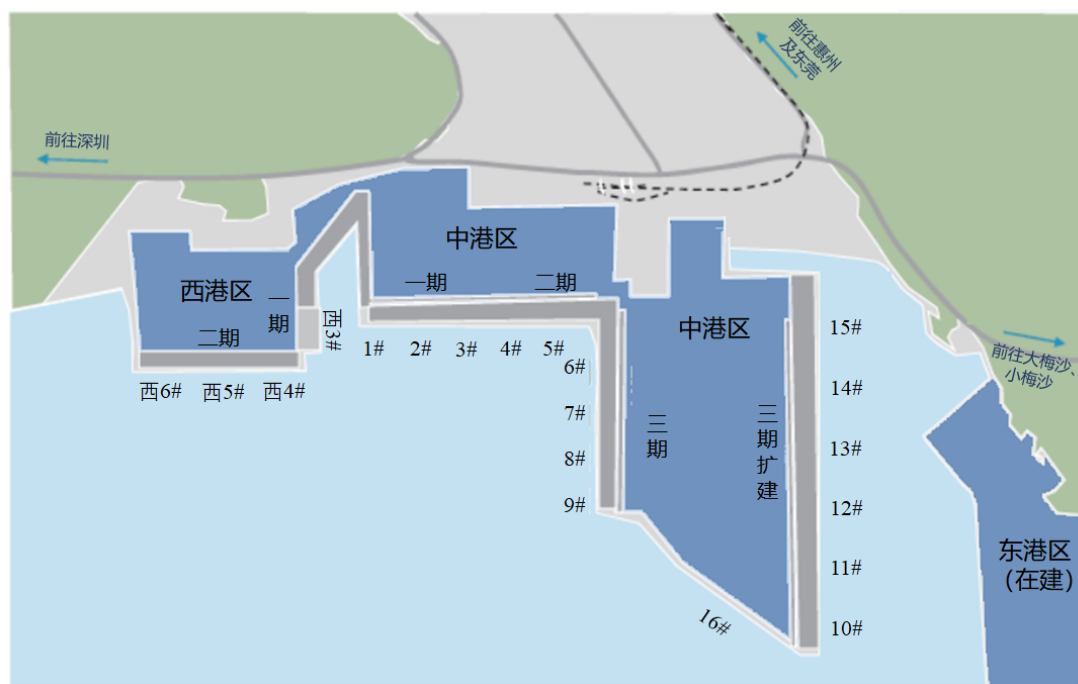 前往惠州
及东莞
前往深圳
中港区
西港区
一期
二期
一期
二期
中港区
西3#
1#
2#
3#
4#
5#
西6#
西5#
西4#
6#
7#
8#
9#
三期
三期扩建
15#
14#
13#
12#
11#
10#
16#
前往大梅沙、
小梅沙
东港区
（在建）